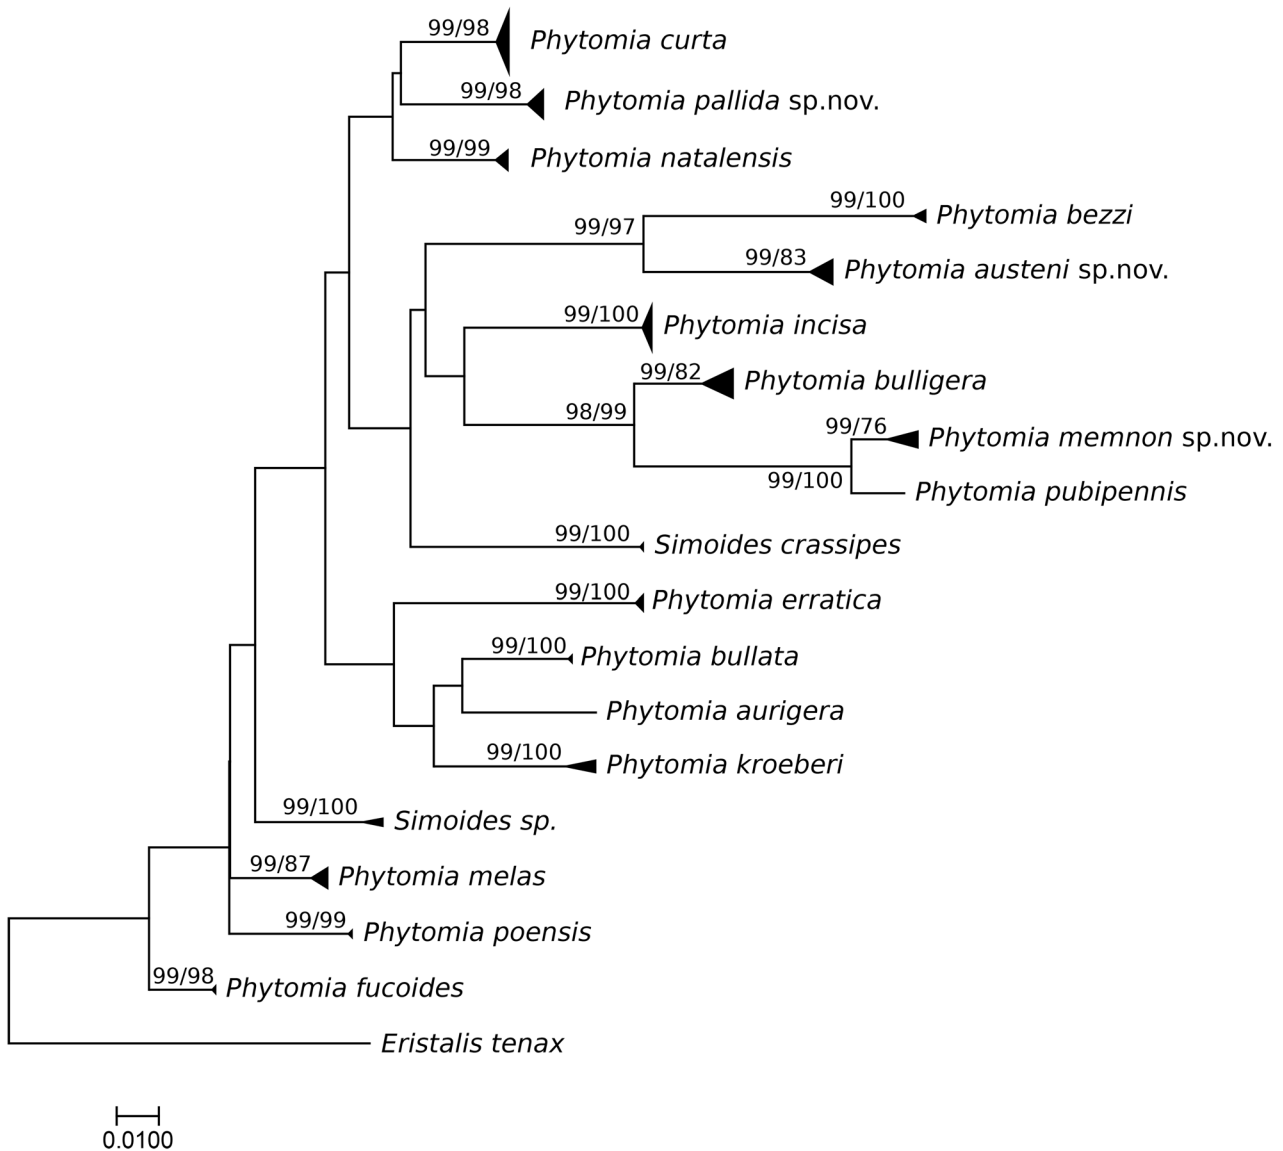 99/98
Phytomia curta
99/98
Phytomia pallida sp.nov.
99/99
Phytomia natalensis
99/100
Phytomia bezzi
99/97
99/83
Phytomia austeni sp.nov.
99/100
Phytomia incisa
99/82
Phytomia bulligera
98/99
99/76
Phytomia memnon sp.nov.
99/100
Phytomia pubipennis
99/100
Simoides crassipes
99/100
Phytomia erratica
99/100
Phytomia bullata
Phytomia aurigera
99/100
Phytomia kroeberi
99/100
Simoides sp.
99/87
Phytomia melas
99/99
Phytomia poensis
99/98
Phytomia fucoides
Eristalis tenax
0.0100